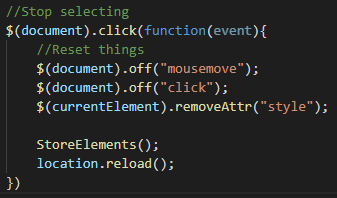 //Stop selecting
$(document).click(function(event){
    //Reset things
    $(document).off("mousemove");
    $(document).off("click");
    $(currentElement).removeAttr("style");

    StoreElements();
    location.reload();
})